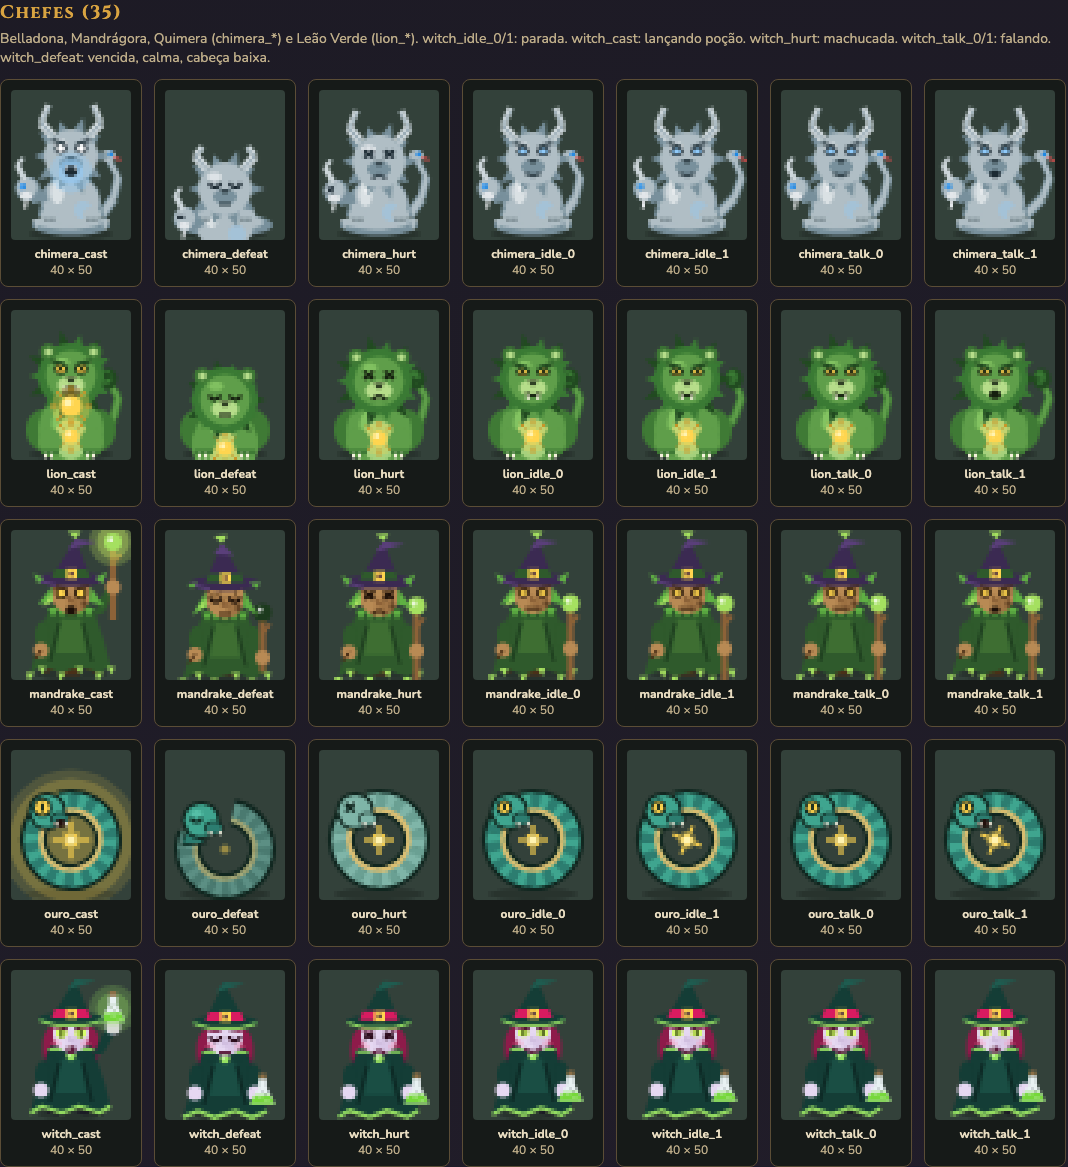 Chefes (35)
Belladona, Mandrágora, Quimera (chimera_*) e Leão Verde (lion_*). witch_idle_0/1: parada. witch_cast: lançando poção. witch_hurt: machucada. witch_talk_0/1: falando.
witch_defeat: vencida, calma, cabeça baixa.
chimera_cast chimera_defeat chimera_hurt chimera_idle_0 chimera_idle_1 chimera_talk_0 chimera_talk_1
40 × 50 40 × 50 40 × 50 40 × 50 40 × 50 40 × 50 40 × 50
lion_cast lion_defeat lion_hurt lion_idle_0 lion_idle_1 lion_talk_0 lion_talk_1
40 × 50 40 × 50 40 × 50 40 × 50 40 × 50 40 × 50 40 × 50
mandrake_cast mandrake_defeat mandrake_hurt mandrake_idle_0 mandrake_idle_1 mandrake_talk_0 mandrake_talk_1
40 × 50 40 × 50 40 × 50 40 × 50 40 × 50 40 × 50 40 × 50
ouro_cast ouro_defeat ouro_hurt ouro_idle_0 ouro_idle_1 ouro_talk_0 ouro_talk_1
40 × 50 40 × 50 40 × 50 40 × 50 40 × 50 40 × 50 40 × 50
witch_cast witch_defeat witch_hurt witch_idle_0 witch_idle_1 witch_talk_0 witch_talk_1
40 × 50 40 × 50 40 × 50 40 × 50 40 × 50 40 × 50 40 × 50